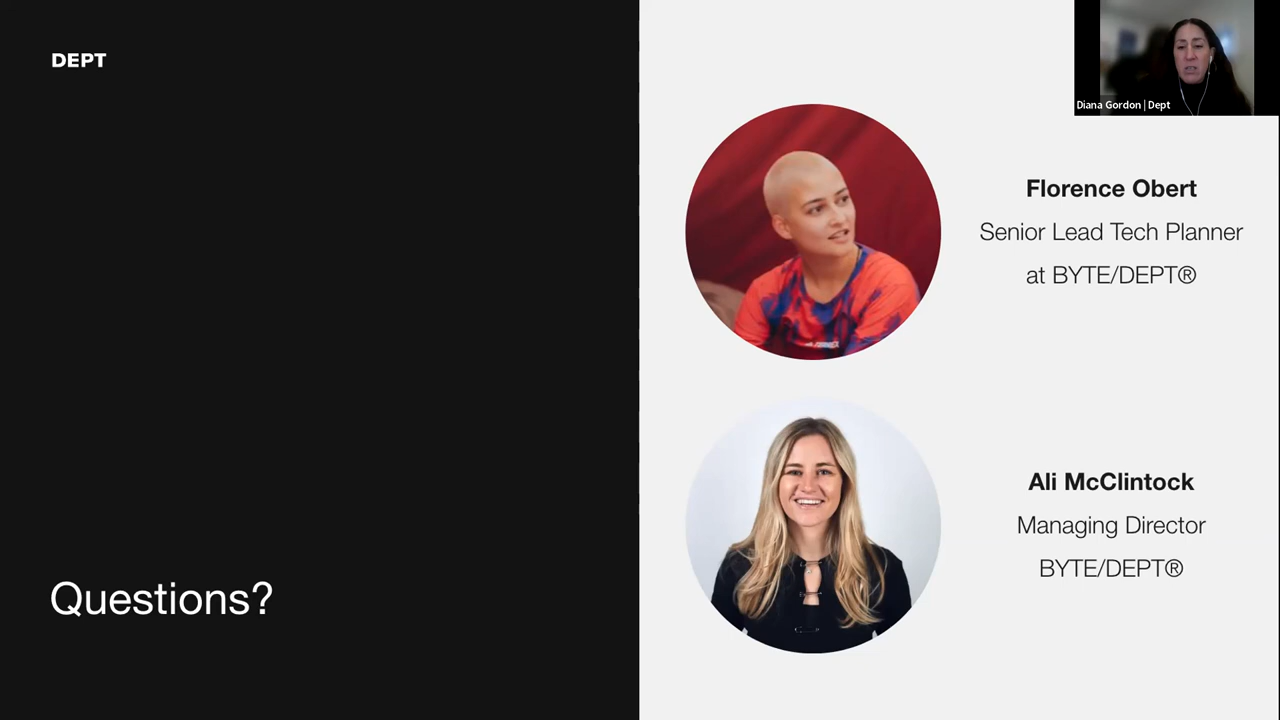 DEPT
Questions?
Diana Gordon | Dept
Florence Obert
Senior Lead Tech Planner
at BYTE/DEPT®
Ali McClintock
Managing Director
BYTE/DEPT®